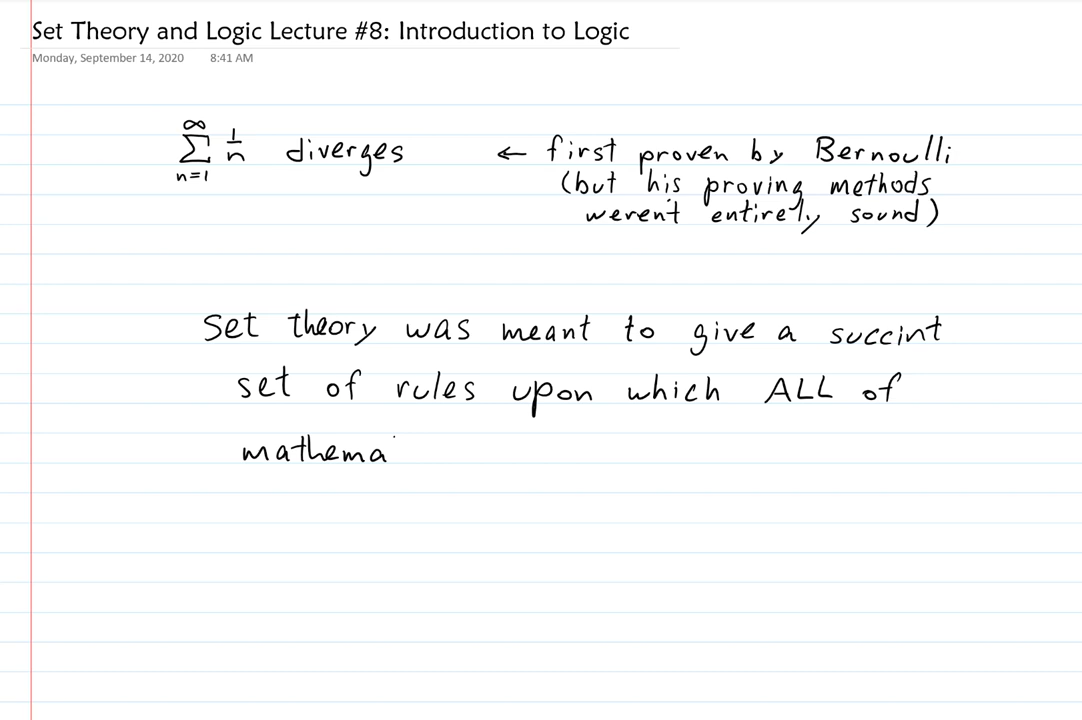 Set Theory and Logic Lecture #8: Introduction to Logic
Monday, September 14, 2020 8:41 AM
∞
∑ 1/n diverges ← first proven by Bernoulli
n=1
(but his proving methods
weren't entirely sound)
Set theory was meant to give a succint
set of rules upon which ALL of
mathema